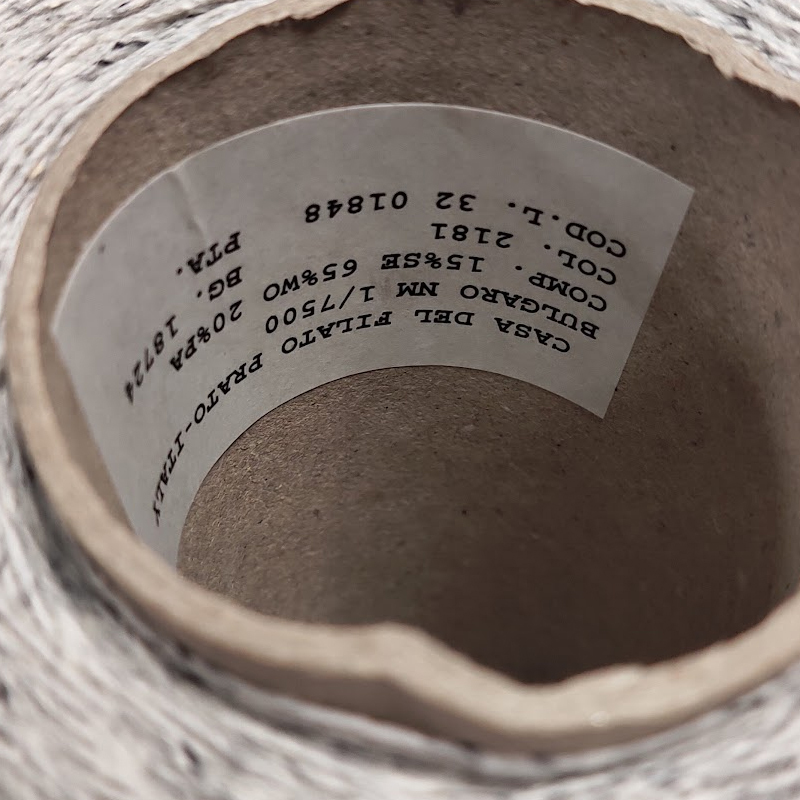 CASA DEL FILATO PRATO-ITALY
BULGARO NM 1/7500
COMP. 15%SE 65%WO 20%PA
COL. 2181 BG. 18724
COD.L. 32 01848 PTA.